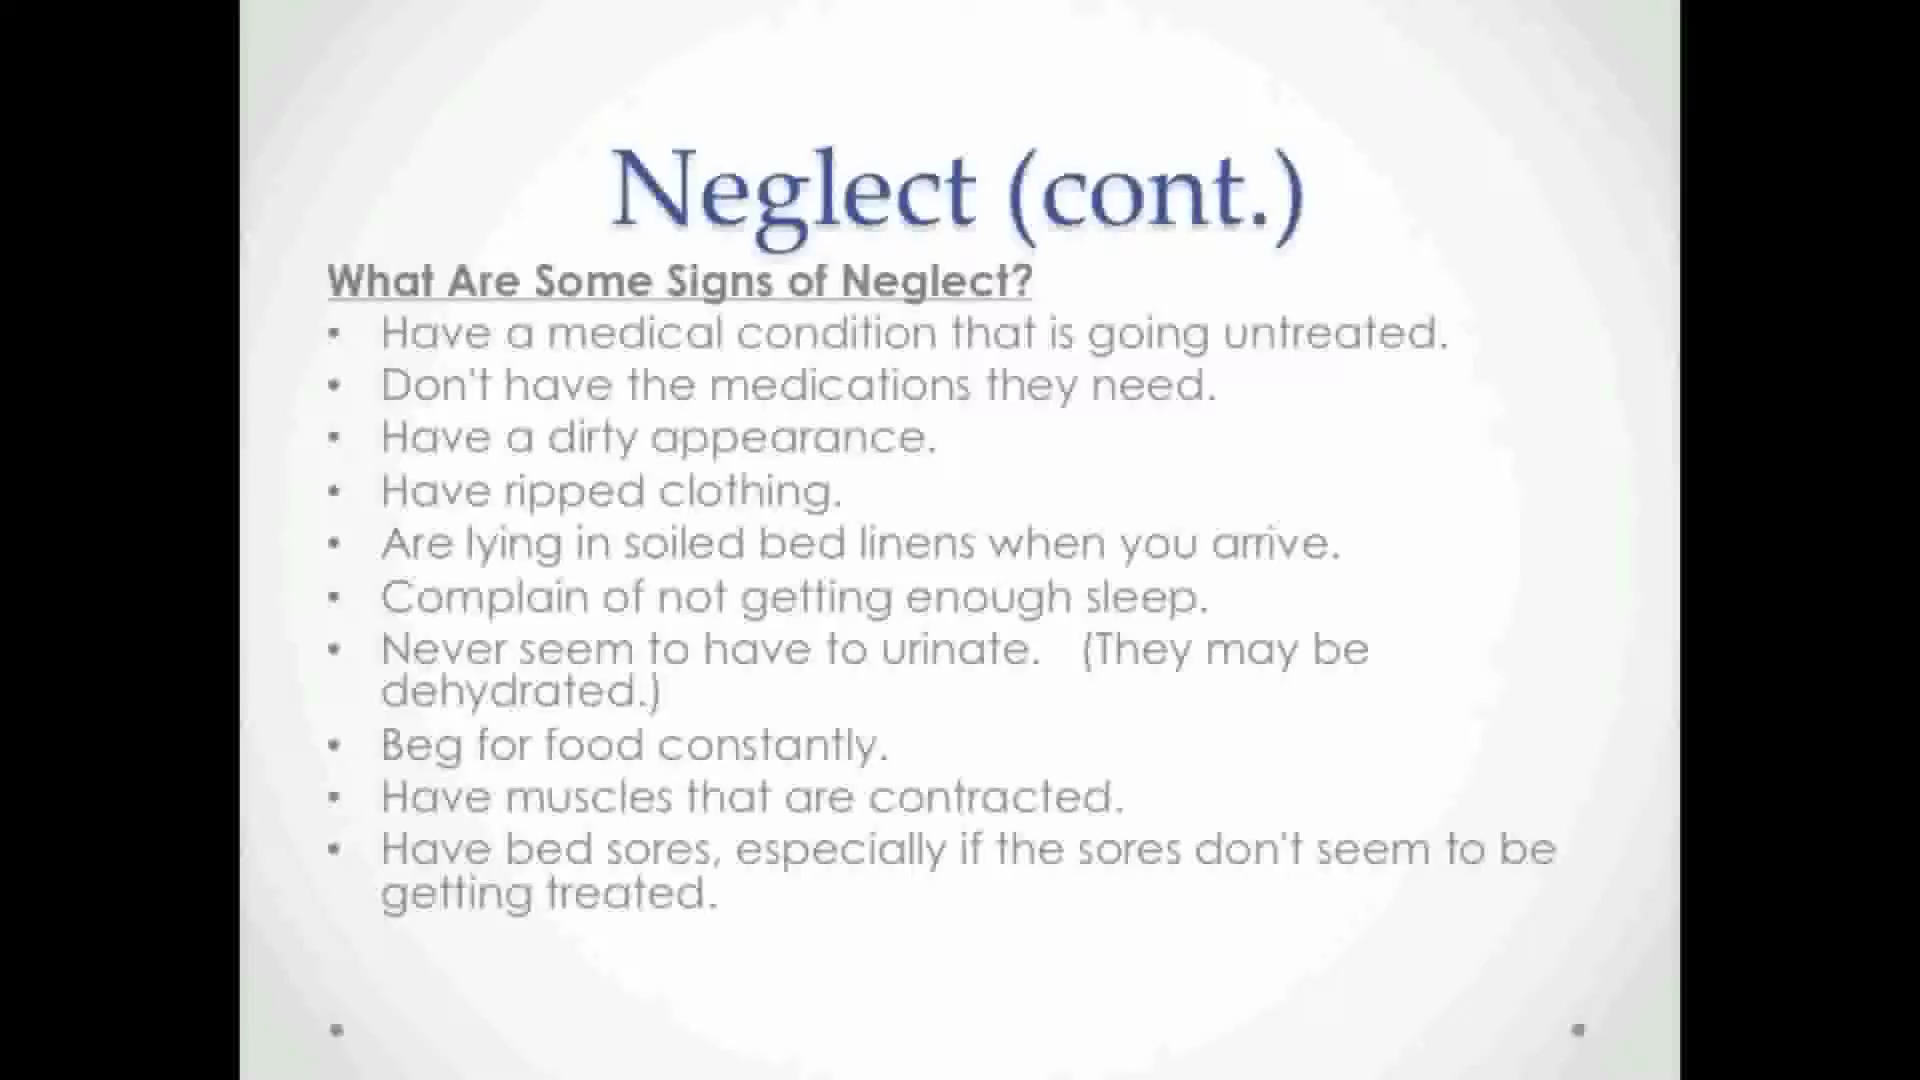 Neglect (cont.)
What Are Some Signs of Neglect?
• Have a medical condition that is going untreated.
• Don't have the medications they need.
• Have a dirty appearance.
• Have ripped clothing.
• Are lying in soiled bed linens when you arrive.
• Complain of not getting enough sleep.
• Never seem to have to urinate. (They may be
dehydrated.)
• Beg for food constantly.
• Have muscles that are contracted.
• Have bed sores, especially if the sores don't seem to be
getting treated.